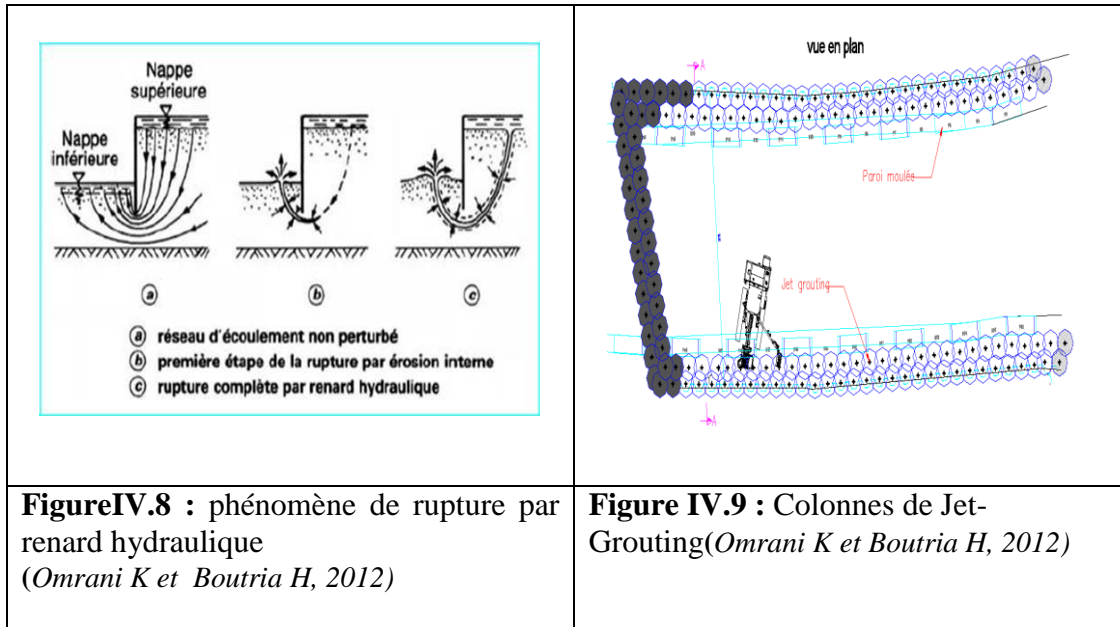 Nappe
supérieure
Nappe
inférieure
a
b
c
a réseau d'écoulement non perturbé
b première étape de la rupture par érosion interne
c rupture complète par renard hydraulique
vue en plan
A
Paroi moulée
Jet grouting
A
FigureIV.8 : phénomène de rupture par
renard hydraulique
(Omrani K et Boutria H, 2012)
Figure IV.9 : Colonnes de Jet-
Grouting(Omrani K et Boutria H, 2012)